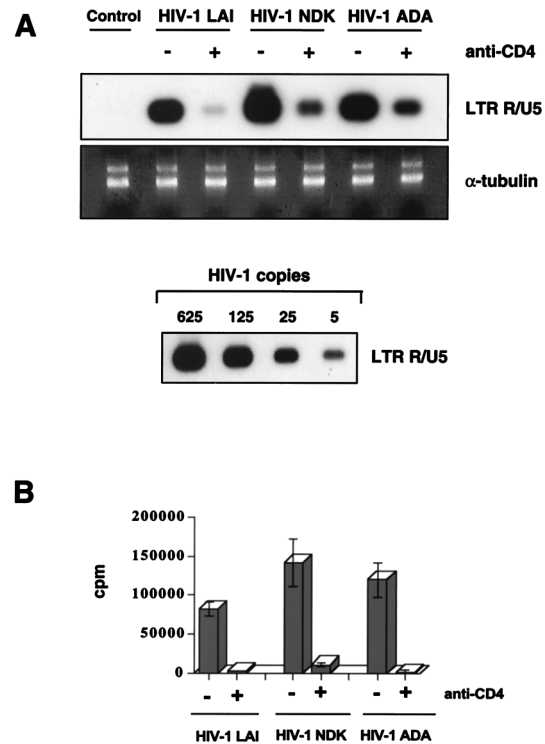 A
Control HIV-1 LAI HIV-1 NDK HIV-1 ADA
- + - + - + anti-CD4
LTR R/U5
α-tubulin
HIV-1 copies
625 125 25 5
LTR R/U5
B
200000
150000
100000
50000
0
cpm
- + - + - + anti-CD4
HIV-1 LAI HIV-1 NDK HIV-1 ADA